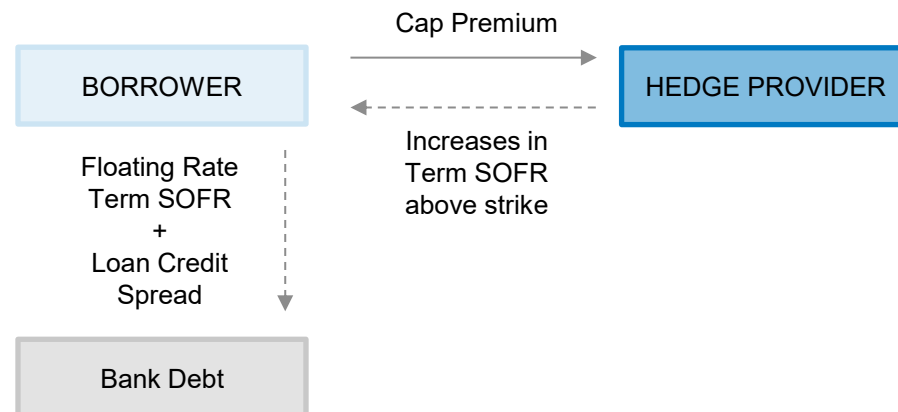 Cap Premium
BORROWER
HEDGE PROVIDER
Increases in
Term SOFR
above strike
Floating Rate
Term SOFR
+
Loan Credit
Spread
Bank Debt